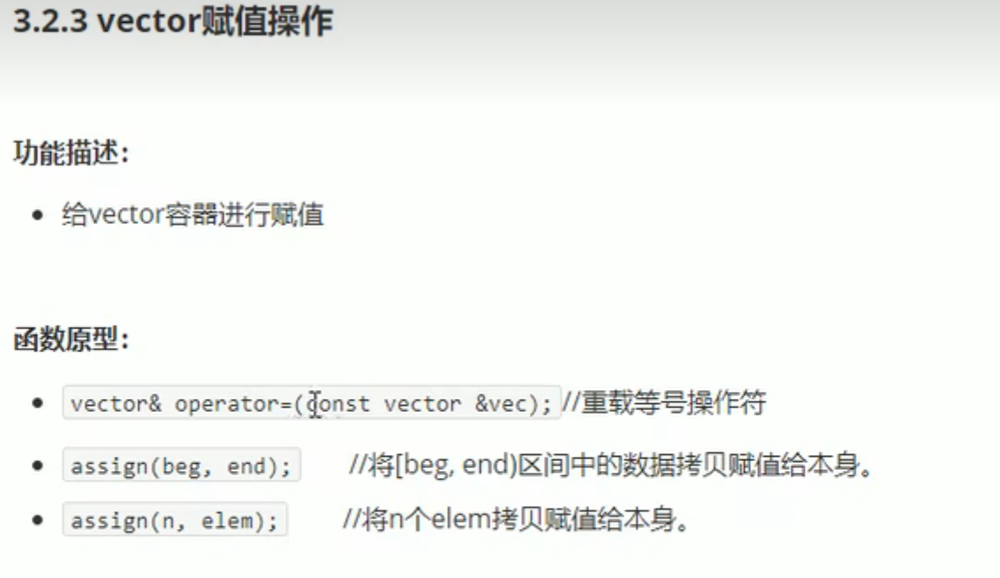 3.2.3 vector赋值操作
功能描述：
给vector容器进行赋值
函数原型：
vector& operator=(const vector &vec); //重载等号操作符
assign(beg, end); //将[beg, end)区间中的数据拷贝赋值给本身。
assign(n, elem); //将n个elem拷贝赋值给本身。